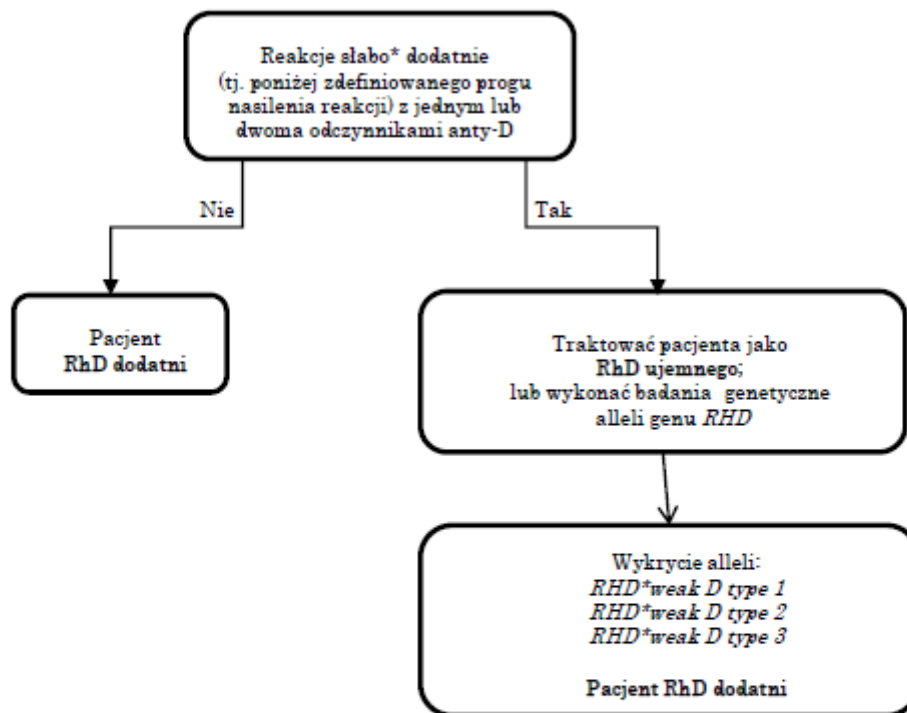 Reakcje słabo* dodatnie
(tj. poniżej zdefiniowanego progu
nasilenia reakcji) z jednym lub
dwoma odczynnikami anty-D
Nie
Tak
Pacjent
RhD dodatni
Traktować pacjenta jako
RhD ujemnego;
lub wykonać badania genetyczne
alleli genu RHD
Wykrycie alleli:
RHD*weak D type 1
RHD*weak D type 2
RHD*weak D type 3
Pacjent RhD dodatni